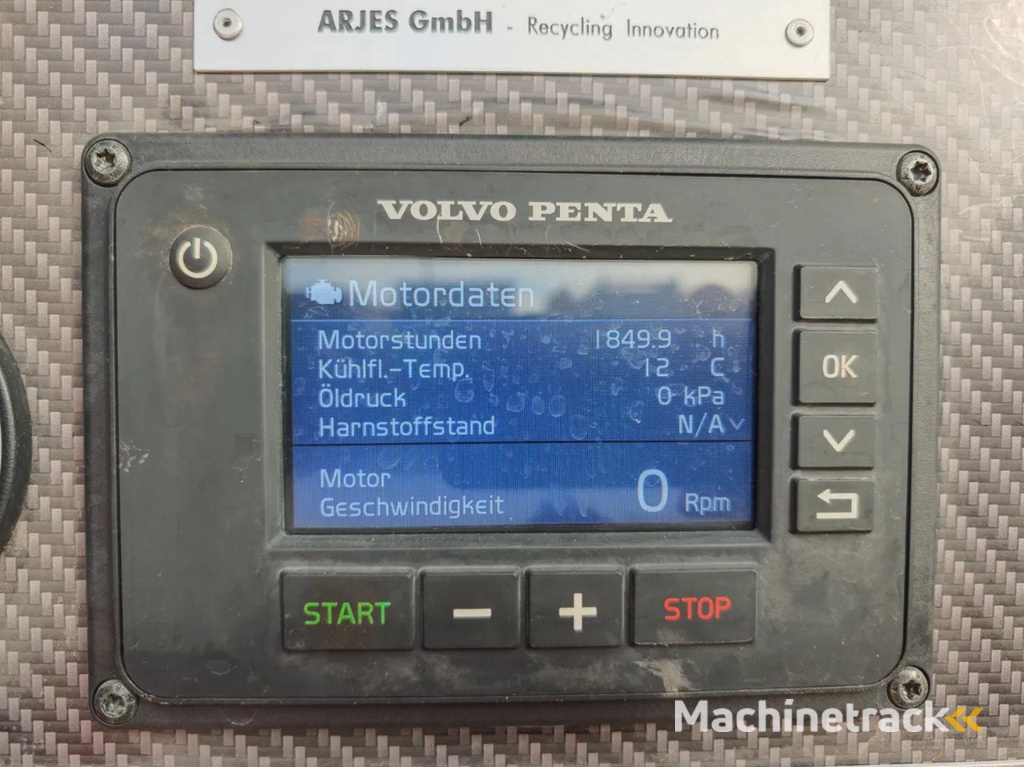 ARJES GmbH - Recycling Innovation
VOLVO PENTA
Motordaten
Motorstunden 1849.9 h
Kühlfl.-Temp. 12 C
Öldruck 0 kPa
Harnstoffstand N/A
Motor
Geschwindigkeit 0 Rpm
OK
START − + STOP
Machinetrack